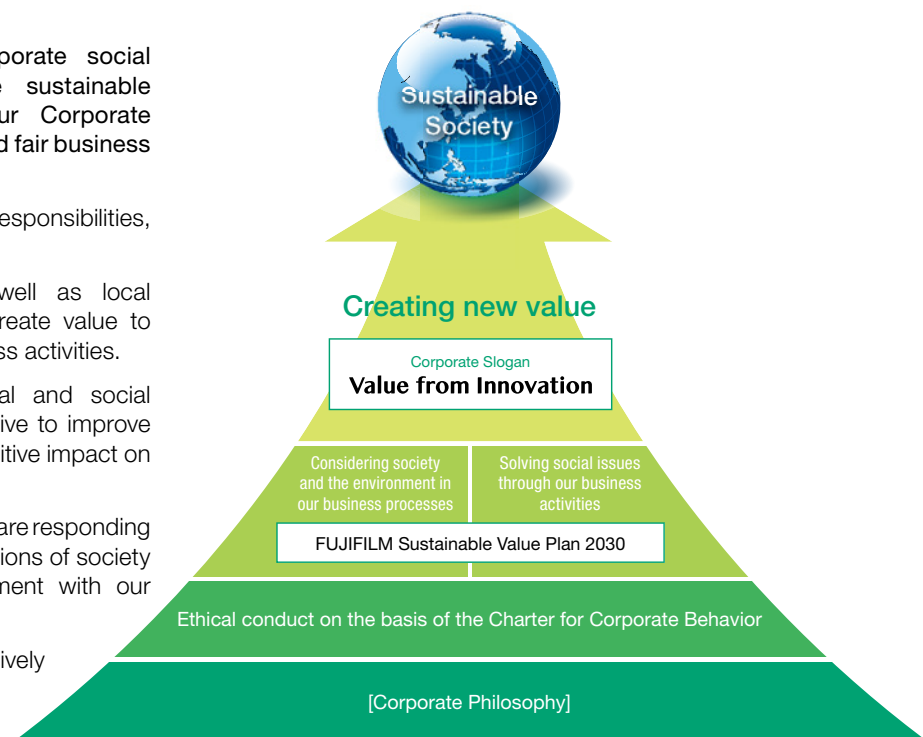 porate social
e sustainable
ur Corporate
d fair business
esponsibilities,
well as local
reate value to
ss activities.
al and social
ive to improve
itive impact on
are responding
ions of society
ment with our
ively
Sustainable
Society
Creating new value
Corporate Slogan
Value from Innovation
Considering society
and the environment in
our business processes
Solving social issues
through our business
activities
FUJIFILM Sustainable Value Plan 2030
Ethical conduct on the basis of the Charter for Corporate Behavior
[Corporate Philosophy]